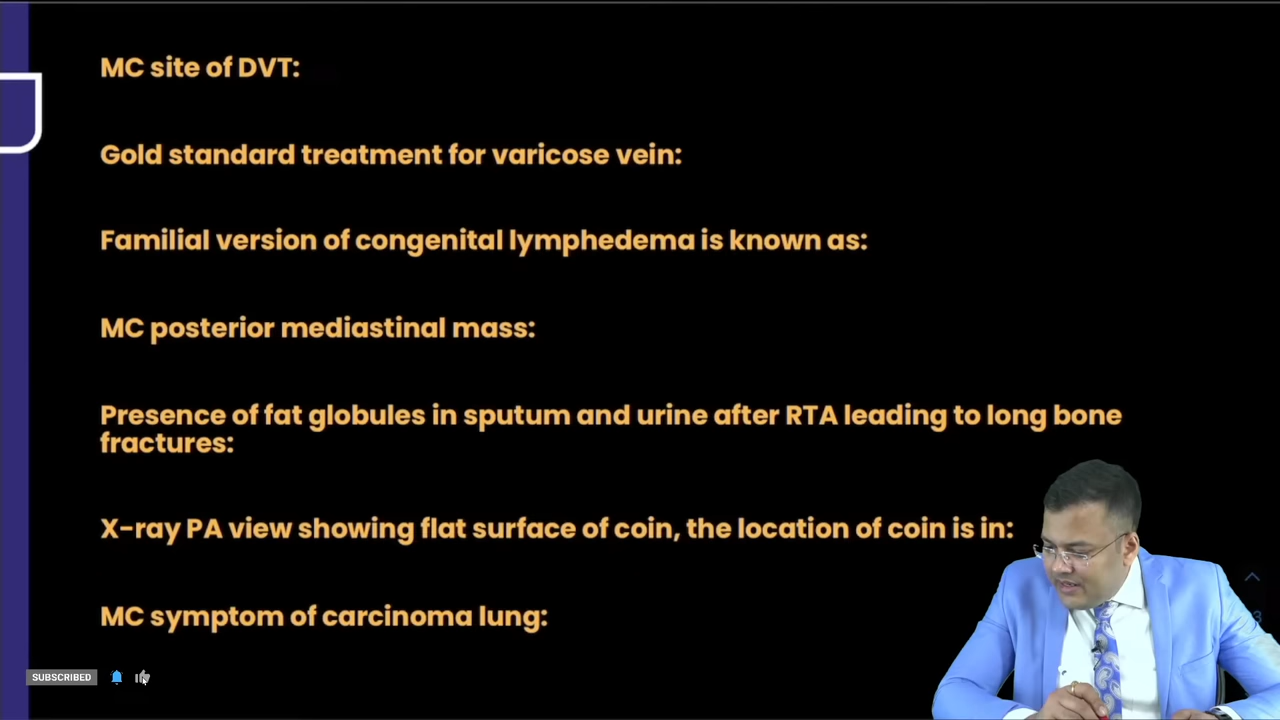 MC site of DVT:
Gold standard treatment for varicose vein:
Familial version of congenital lymphedema is known as:
MC posterior mediastinal mass:
Presence of fat globules in sputum and urine after RTA leading to long bone
fractures:
X-ray PA view showing flat surface of coin, the location of coin is in:
MC symptom of carcinoma lung:
SUBSCRIBED